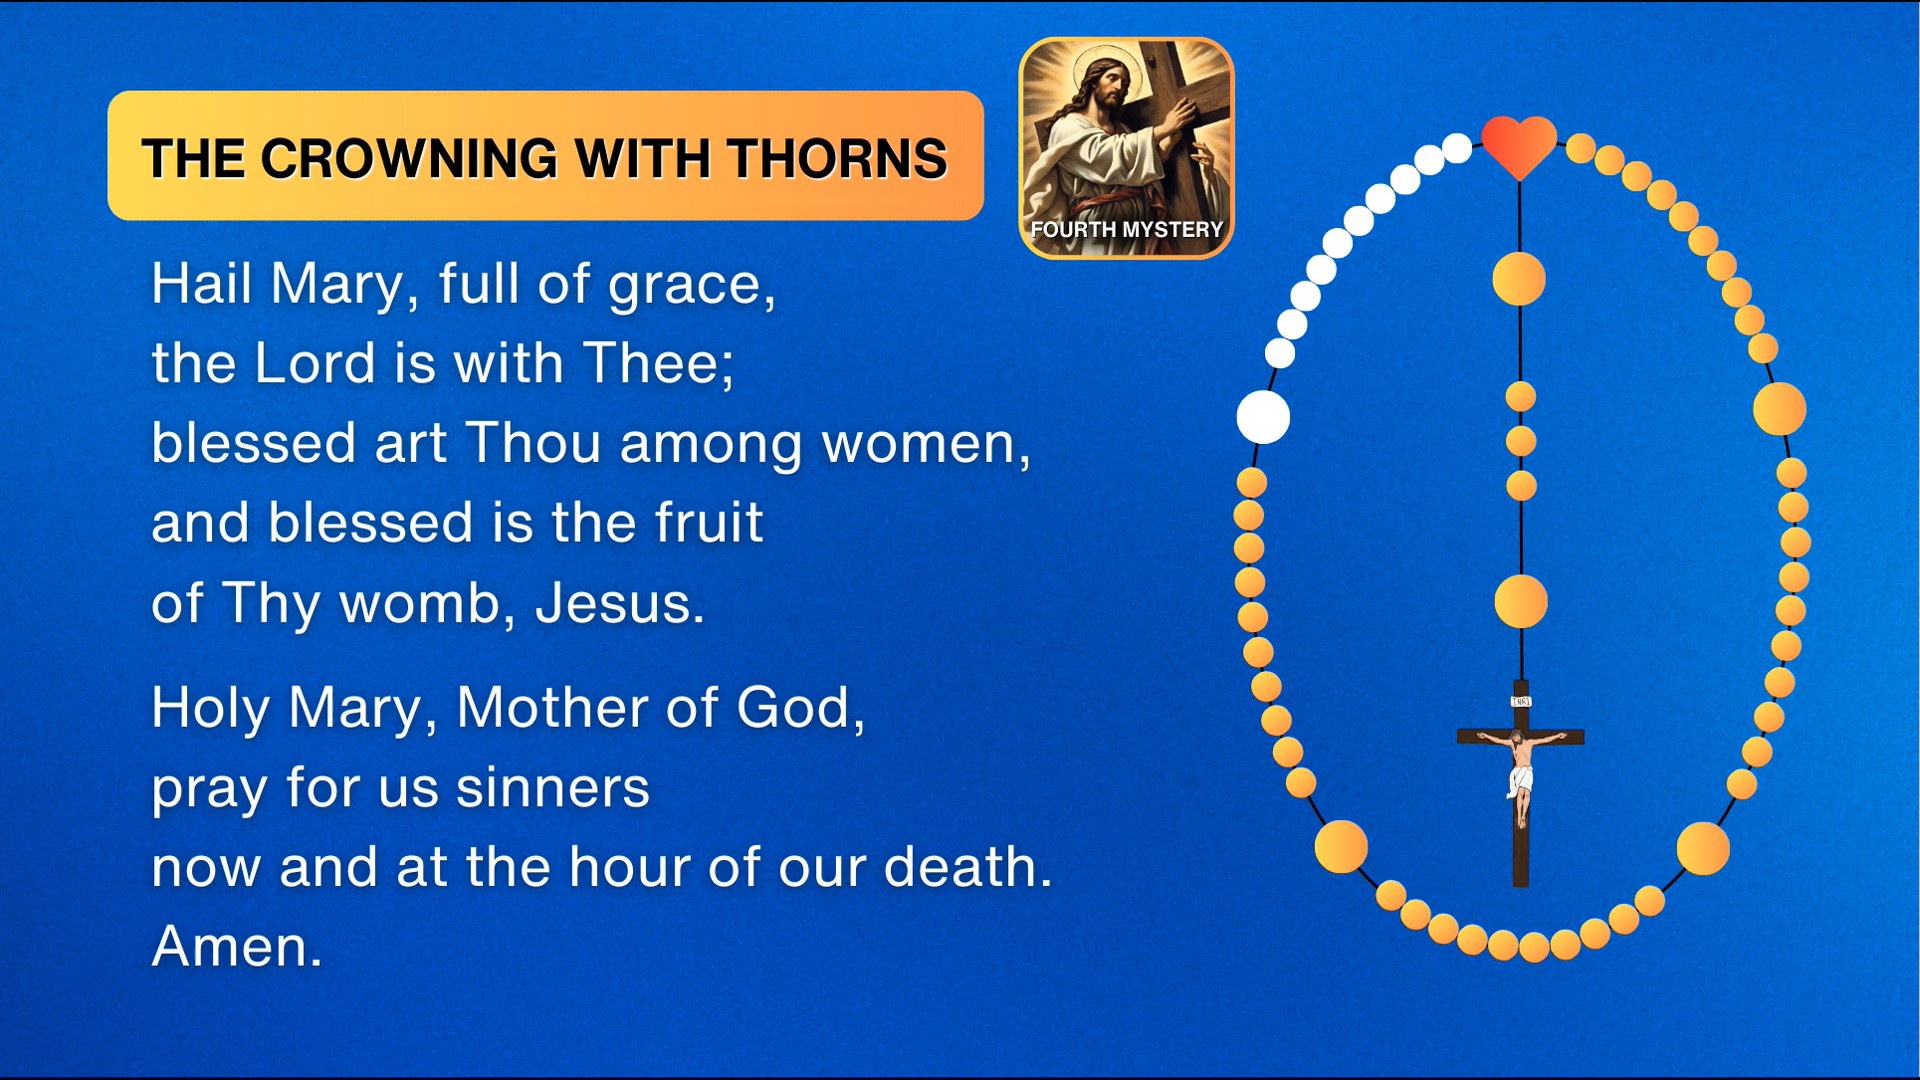 THE CROWNING WITH THORNS
FOURTH MYSTERY
Hail Mary, full of grace,
the Lord is with Thee;
blessed art Thou among women,
and blessed is the fruit
of Thy womb, Jesus.
Holy Mary, Mother of God,
pray for us sinners
now and at the hour of our death.
Amen.
INRI